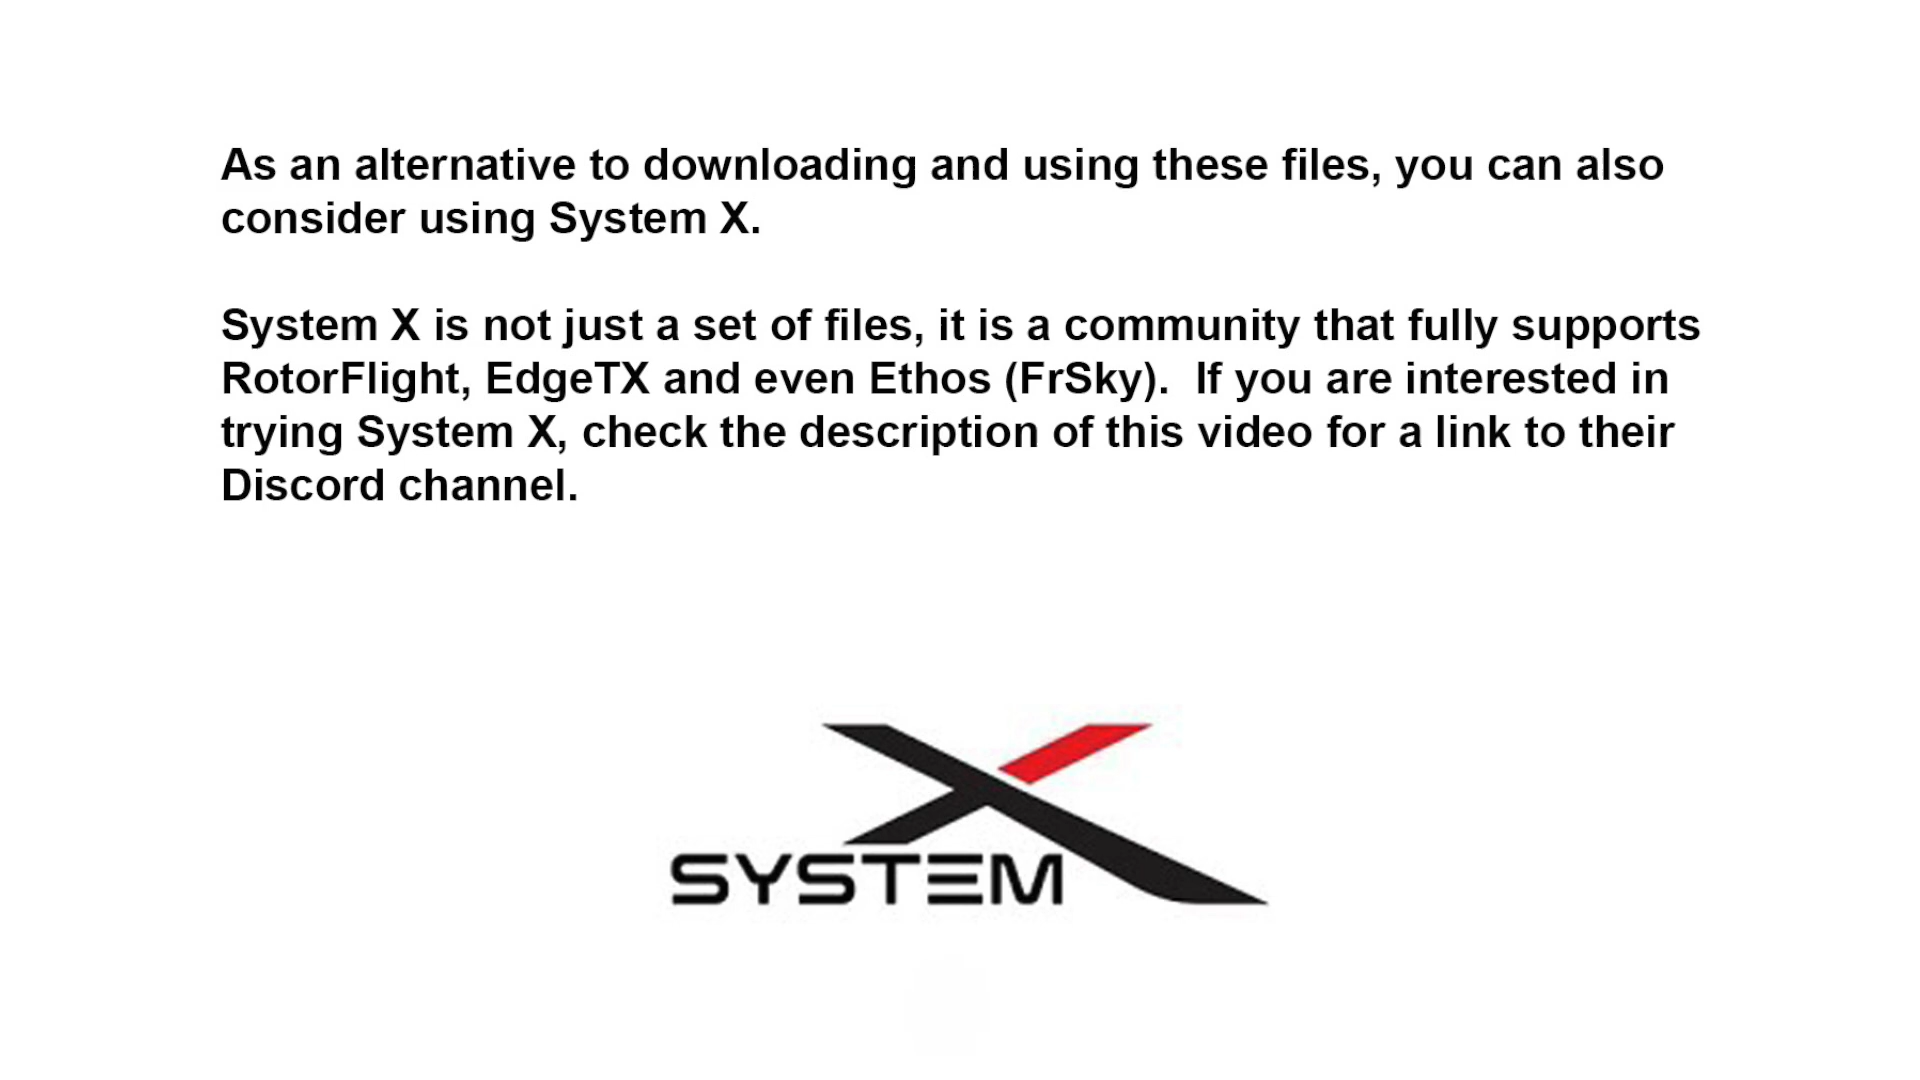 As an alternative to downloading and using these files, you can also
consider using System X.
System X is not just a set of files, it is a community that fully supports
RotorFlight, EdgeTX and even Ethos (FrSky).  If you are interested in
trying System X, check the description of this video for a link to their
Discord channel.
SYSTEM X